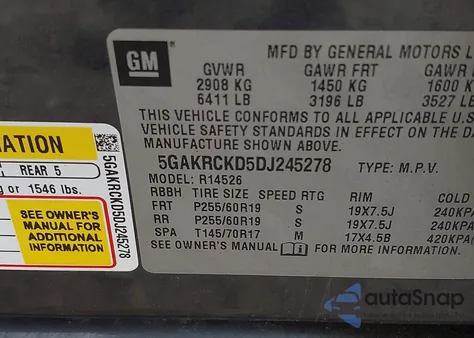 GM
MFD BY GENERAL MOTORS L
GVWR GAWR FRT GAWR
2908 KG 1450 KG 1600 K
6411 LB 3196 LB 3527 LB
THIS VEHICLE CONFORMS TO ALL APPLICABLE
VEHICLE SAFETY STANDARDS IN EFFECT ON THE DA
MANUFACTURE SHOWN ABOVE.
5GAKRCKD5DJ245278 TYPE: M.P.V.
MODEL: R14526
RBBH TIRE SIZE SPEED RTG RIM COLD
FRT P255/60R19 S 19X7.5J 240KPA
RR P255/60R19 S 19X7.5J 240KPA
SPA T145/70R17 M 17X4.5B 420KPA
SEE OWNER'S MANUAL FOR MORE INFORMATION
MATION
REAR 5
g or 1546 lbs.
SEE OWNER'S
MANUAL FOR
ADDITIONAL
INFORMATION
5GAKRCKD5DJ245278
autoSnap